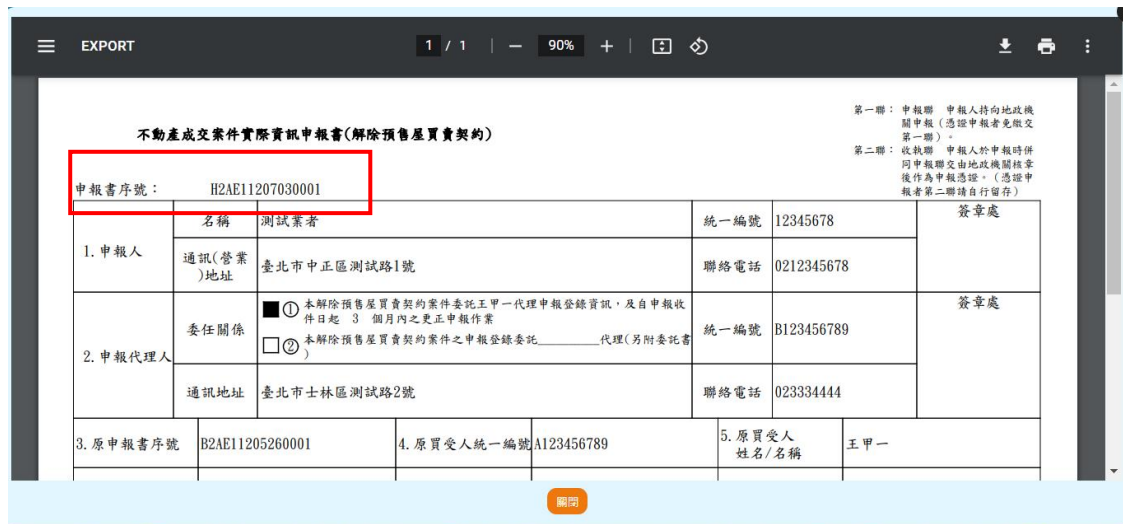 EXPORT
1 / 1
90%
第一聯： 申報聯 申報人持向地政機
關申報（憑證申報者免繳交
第一聯）。
第二聯： 收執聯 申報人於申報時併
同申報聯交由地政機關核章
後作為申報憑證。（憑證申
報者第二聯請自行留存）
不動產成交案件實際資訊申報書(解除預售屋買賣契約)
申報書序號： H2AE11207030001
1.申報人
名稱 測試業者 統一編號 12345678 簽章處
通訊(營業
)地址 臺北市中正區測試路1號 聯絡電話 0212345678
2.申報代理人
委任關係
■①本解除預售屋買賣契約案件委託王甲一代理申報登錄資訊，及自申報收
件日起 3 個月內之更正申報作業
□②本解除預售屋買賣契約案件之申報登錄委託_________代理(另附委託書
)
統一編號 B123456789 簽章處
通訊地址 臺北市士林區測試路2號 聯絡電話 023334444
3.原申報書序號 B2AE11205260001 4.原買受人統一編號 A123456789 5.原買受人
姓名/名稱 王甲一
關閉